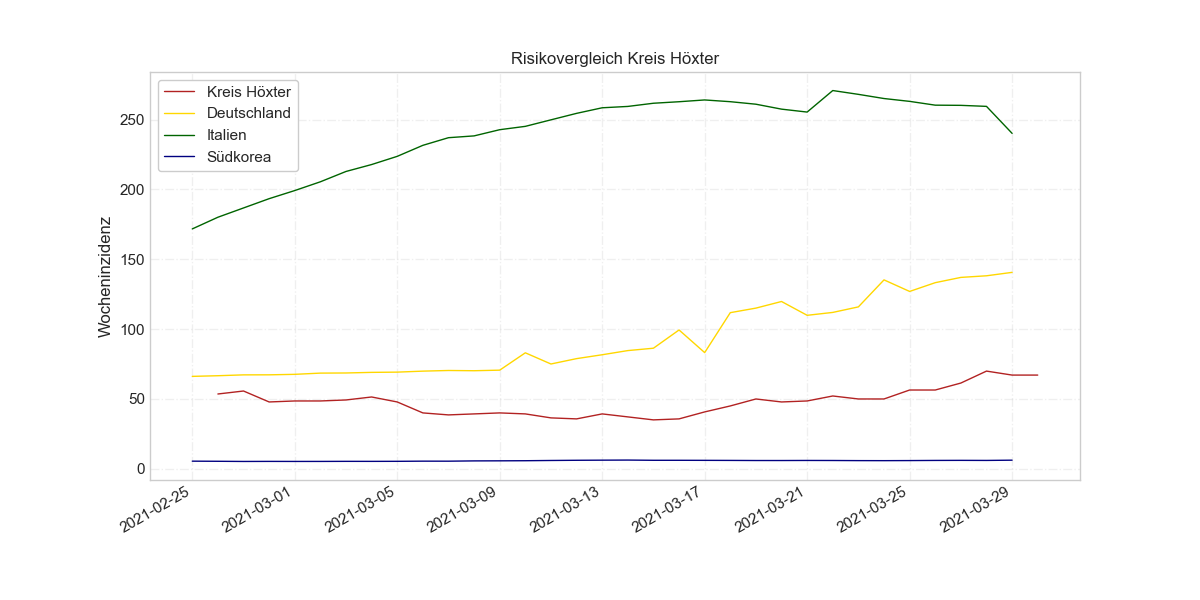 Risikovergleich Kreis Höxter
Kreis Höxter
Deutschland
Italien
Südkorea
Wocheninzidenz
250
200
150
100
50
0
2021-02-25
2021-03-01
2021-03-05
2021-03-09
2021-03-13
2021-03-17
2021-03-21
2021-03-25
2021-03-29